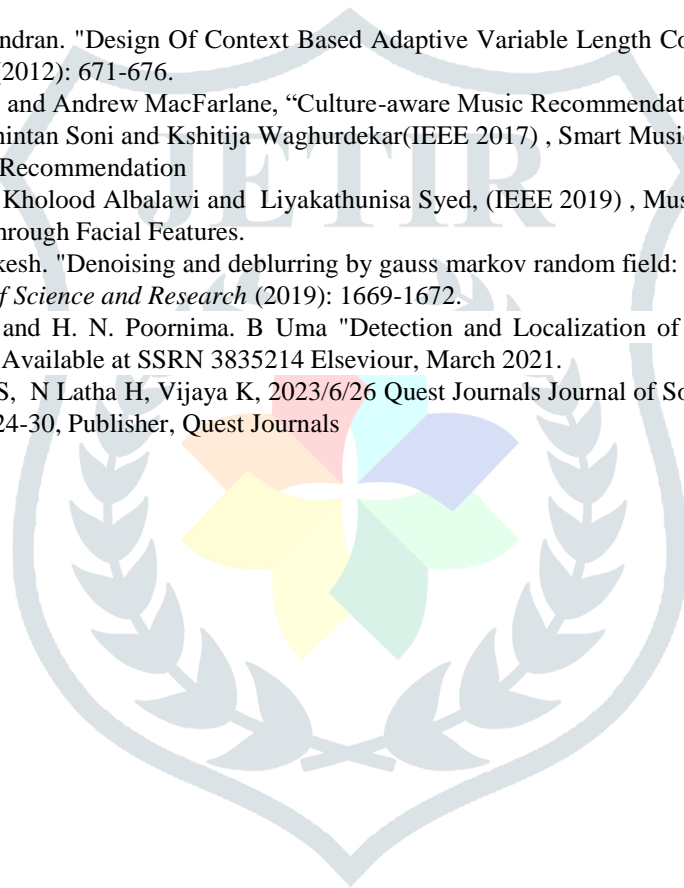 ndran. "Design Of Context Based Adaptive Variable Length Co
(2012): 671-676.
and Andrew MacFarlane, “Culture-aware Music Recommendat
hintan Soni and Kshitija Waghurdekar(IEEE 2017) , Smart Music
Recommendation
Kholood Albalawi and Liyakathunisa Syed, (IEEE 2019) , Mus
hrough Facial Features.
kesh. "Denoising and deblurring by gauss markov random field:
of Science and Research (2019): 1669-1672.
and H. N. Poornima. B Uma "Detection and Localization of
Available at SSRN 3835214 Elseviour, March 2021.
S, N Latha H, Vijaya K, 2023/6/26 Quest Journals Journal of So
24-30, Publisher, Quest Journals
JETIR